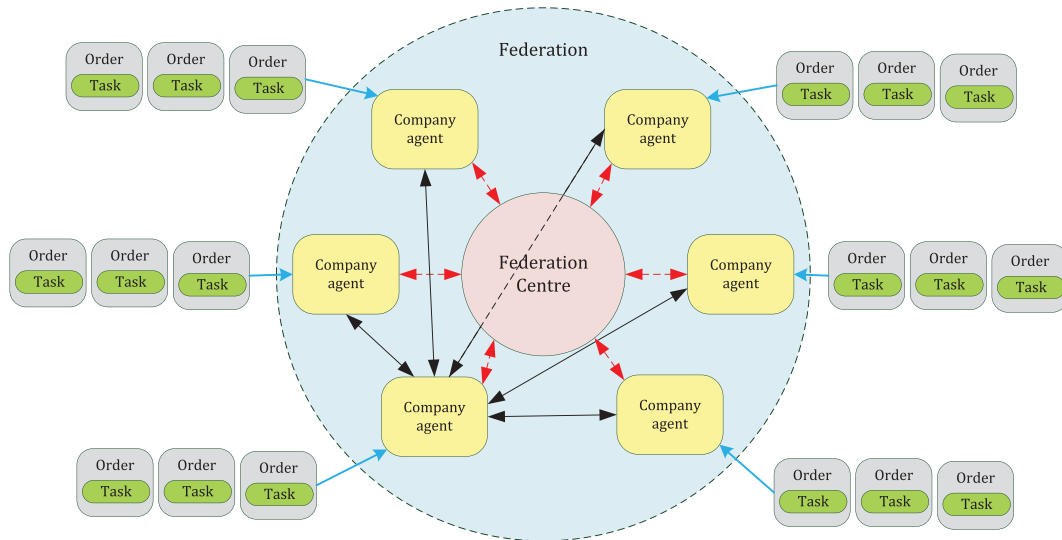 Federation
Order
Task
Order
Task
Order
Task
Order
Task
Order
Task
Order
Task
Company
agent
Company
agent
Order
Task
Order
Task
Order
Task
Company
agent
Federation
Centre
Company
agent
Order
Task
Order
Task
Order
Task
Company
agent
Company
agent
Order
Task
Order
Task
Order
Task
Order
Task
Order
Task
Order
Task